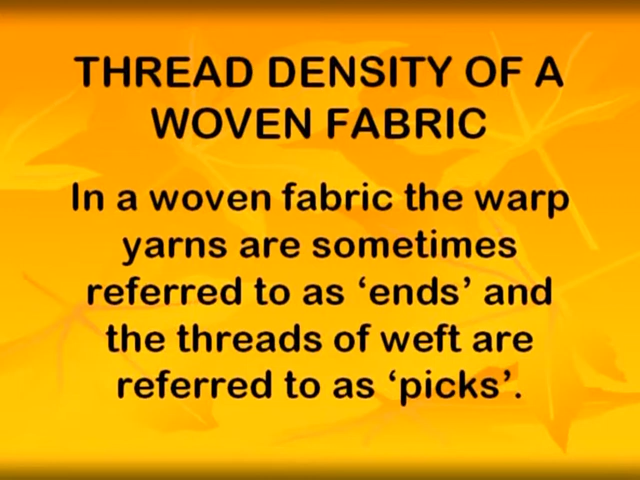 THREAD DENSITY OF A
WOVEN FABRIC
In a woven fabric the warp
yarns are sometimes
referred to as ‘ends’ and
the threads of weft are
referred to as ‘picks’.